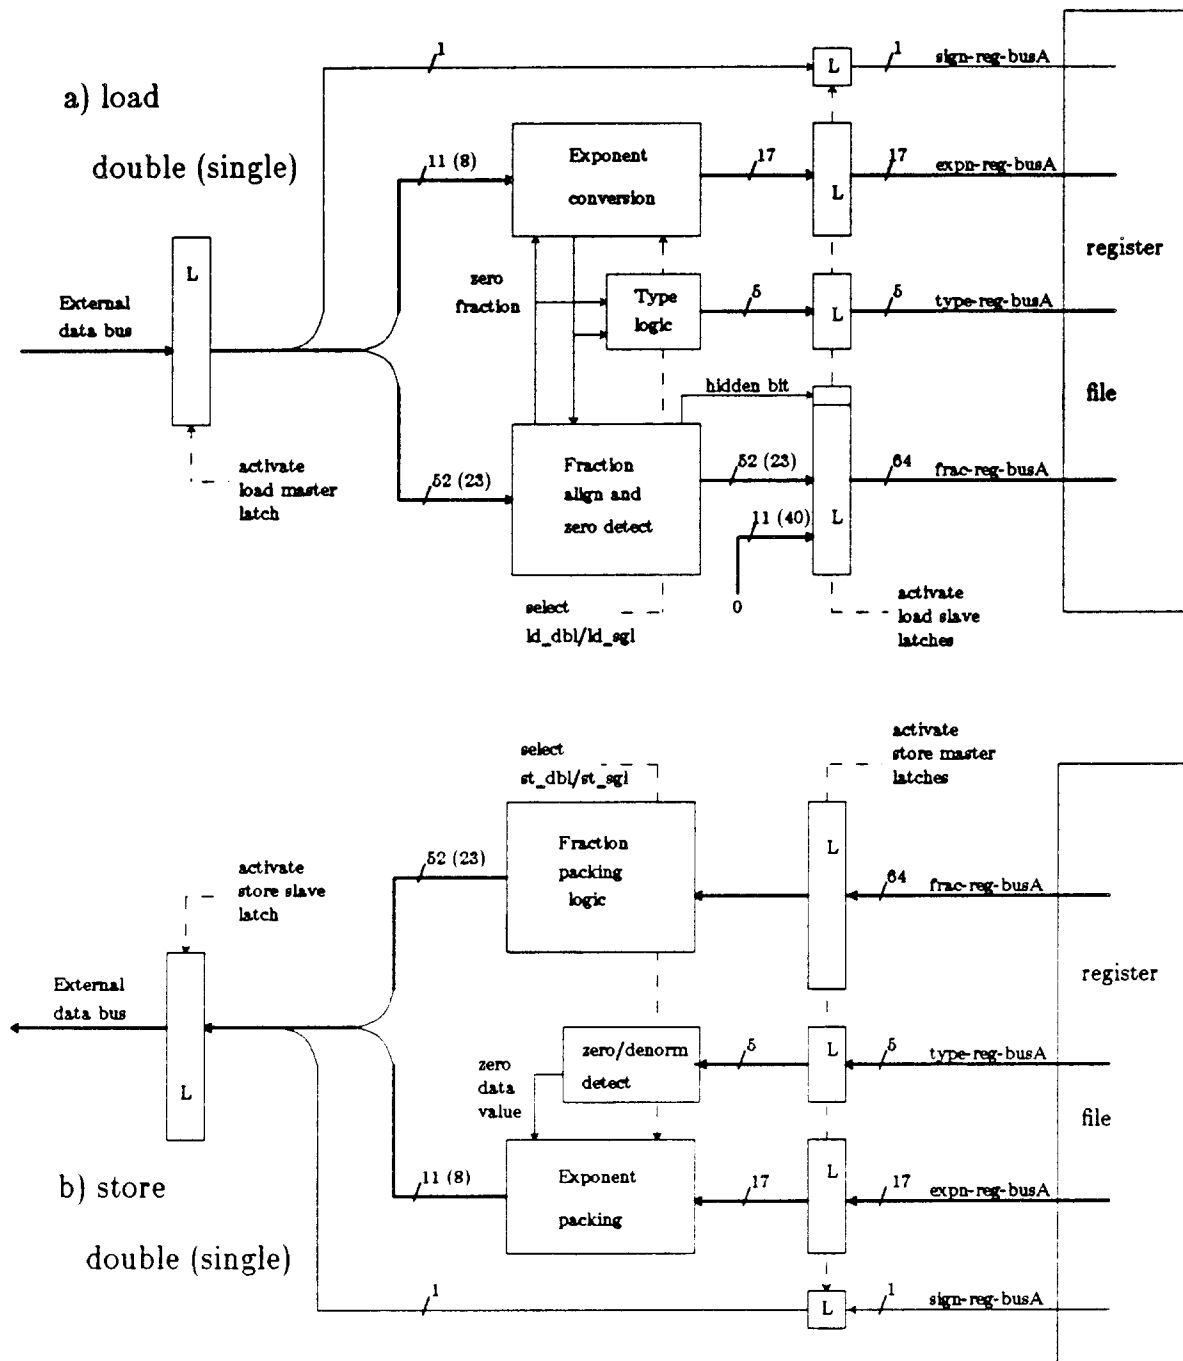 1
L
1
sign-reg-busA
a) load
double (single)
11 (8)
Exponent
conversion
17
L
17
expn-reg-busA
register
L
External
data bus
zero
fraction
Type
logic
5
L
5
type-reg-busA
hidden bit
file
activate
load master
latch
52 (23)
Fraction
align and
zero detect
52 (23)
11 (40)
L
64
frac-reg-busA
0
select
ld_dbl/ld_sgl
activate
load slave
latches
select
st_dbl/st_sgl
activate
store master
latches
activate
store slave
latch
52 (23)
Fraction
packing
logic
L
64
frac-reg-busA
External
data bus
L
register
zero
data
value
zero/denorm
detect
5
L
5
type-reg-busA
file
b) store
double (single)
11 (8)
Exponent
packing
17
L
17
expn-reg-busA
1
L
1
sign-reg-busA